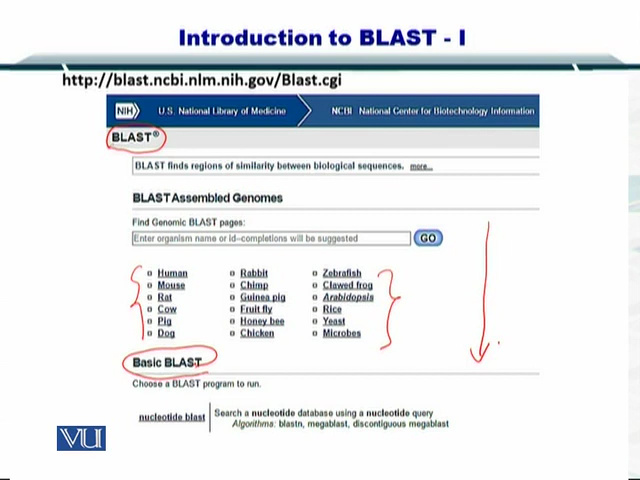 Introduction to BLAST - I
http://blast.ncbi.nlm.nih.gov/Blast.cgi
NIH U.S. National Library of Medicine NCBI National Center for Biotechnology Information
BLAST®
BLAST finds regions of similarity between biological sequences. more...
BLAST Assembled Genomes
Find Genomic BLAST pages:
Enter organism name or id--completions will be suggested GO
Human Rabbit Zebrafish
Mouse Chimp Clawed frog
Rat Guinea pig Arabidopsis
Cow Fruit fly Rice
Pig Honey bee Yeast
Dog Chicken Microbes
Basic BLAST
Choose a BLAST program to run.
nucleotide blast Search a nucleotide database using a nucleotide query
Algorithms: blastn, megablast, discontiguous megablast
VU